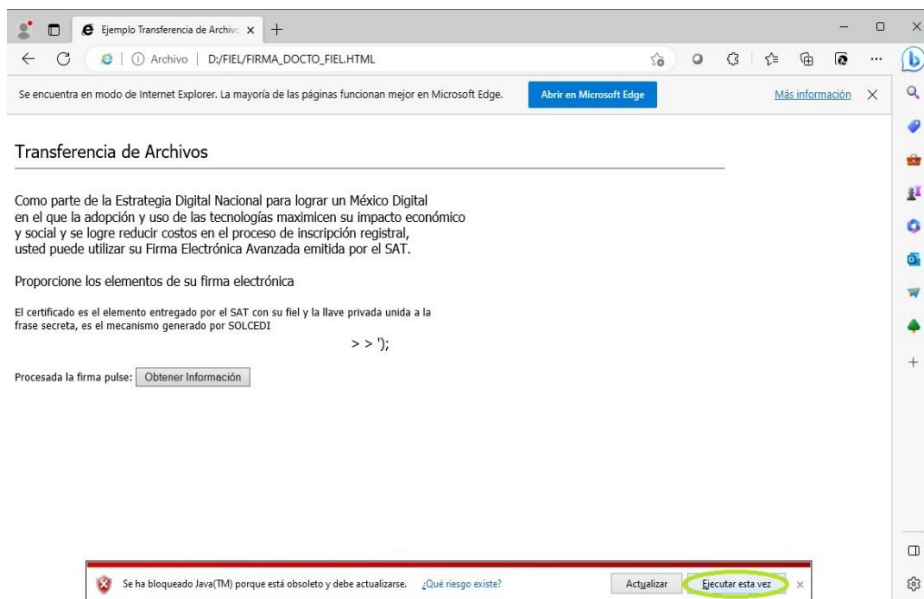 Ejemplo Transferencia de Archivo
Archivo | D:/FIEL/FIRMA_DOCTO_FIEL.HTML
Se encuentra en modo de Internet Explorer. La mayoría de las páginas funcionan mejor en Microsoft Edge. Abrir en Microsoft Edge Más información
Transferencia de Archivos
Como parte de la Estrategia Digital Nacional para lograr un México Digital
en el que la adopción y uso de las tecnologías maximicen su impacto económico
y social y se logre reducir costos en el proceso de inscripción registral,
usted puede utilizar su Firma Electrónica Avanzada emitida por el SAT.
Proporcione los elementos de su firma electrónica
El certificado es el elemento entregado por el SAT con su fiel y la llave privada unida a la
frase secreta, es el mecanismo generado por SOLCEDI
> > ');
Procesada la firma pulse: Obtener Información
Se ha bloqueado Java(TM) porque está obsoleto y debe actualizarse. ¿Qué riesgo existe? Actualizar Ejecutar esta vez